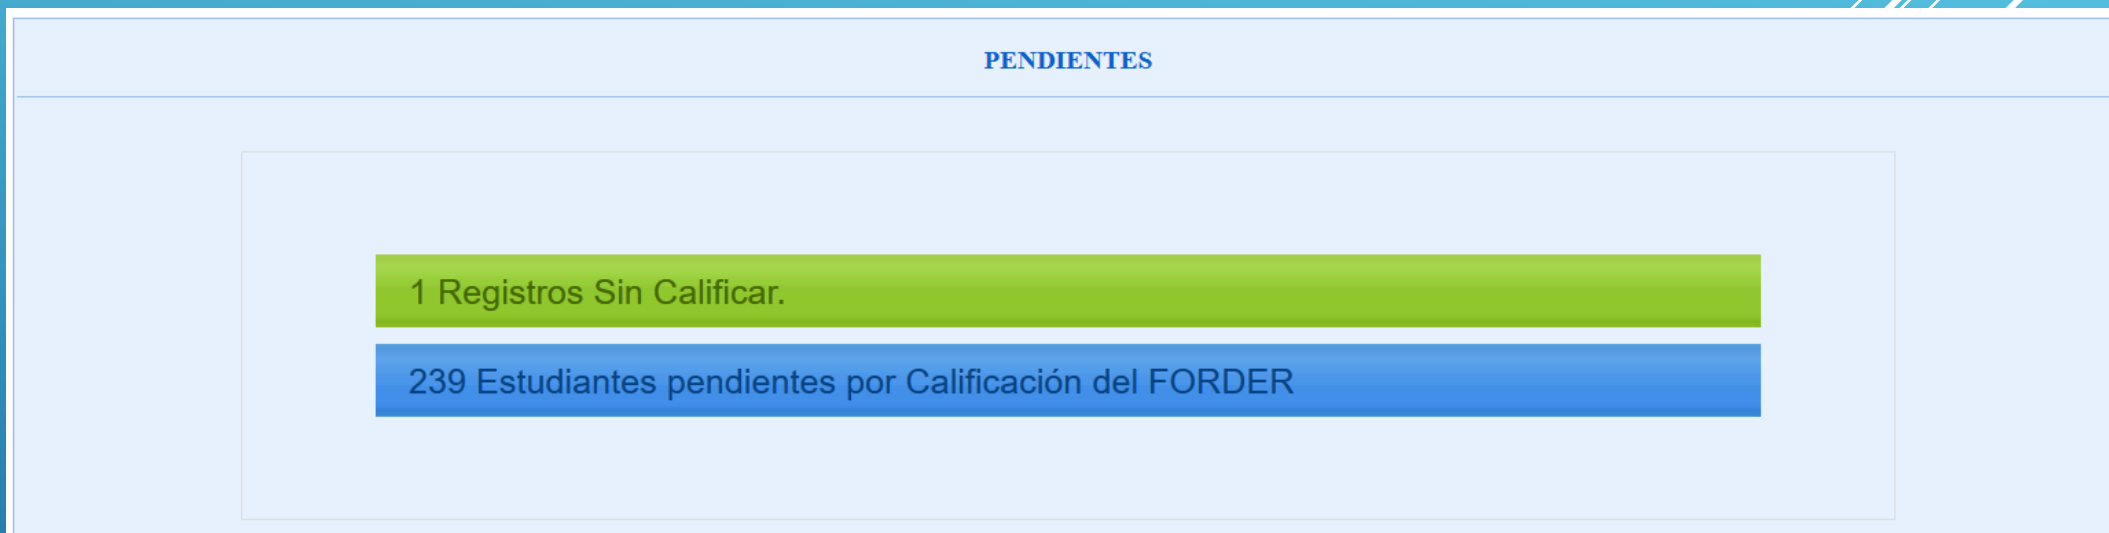 PENDIENTES
1 Registros Sin Calificar.
239 Estudiantes pendientes por Calificación del FORDER